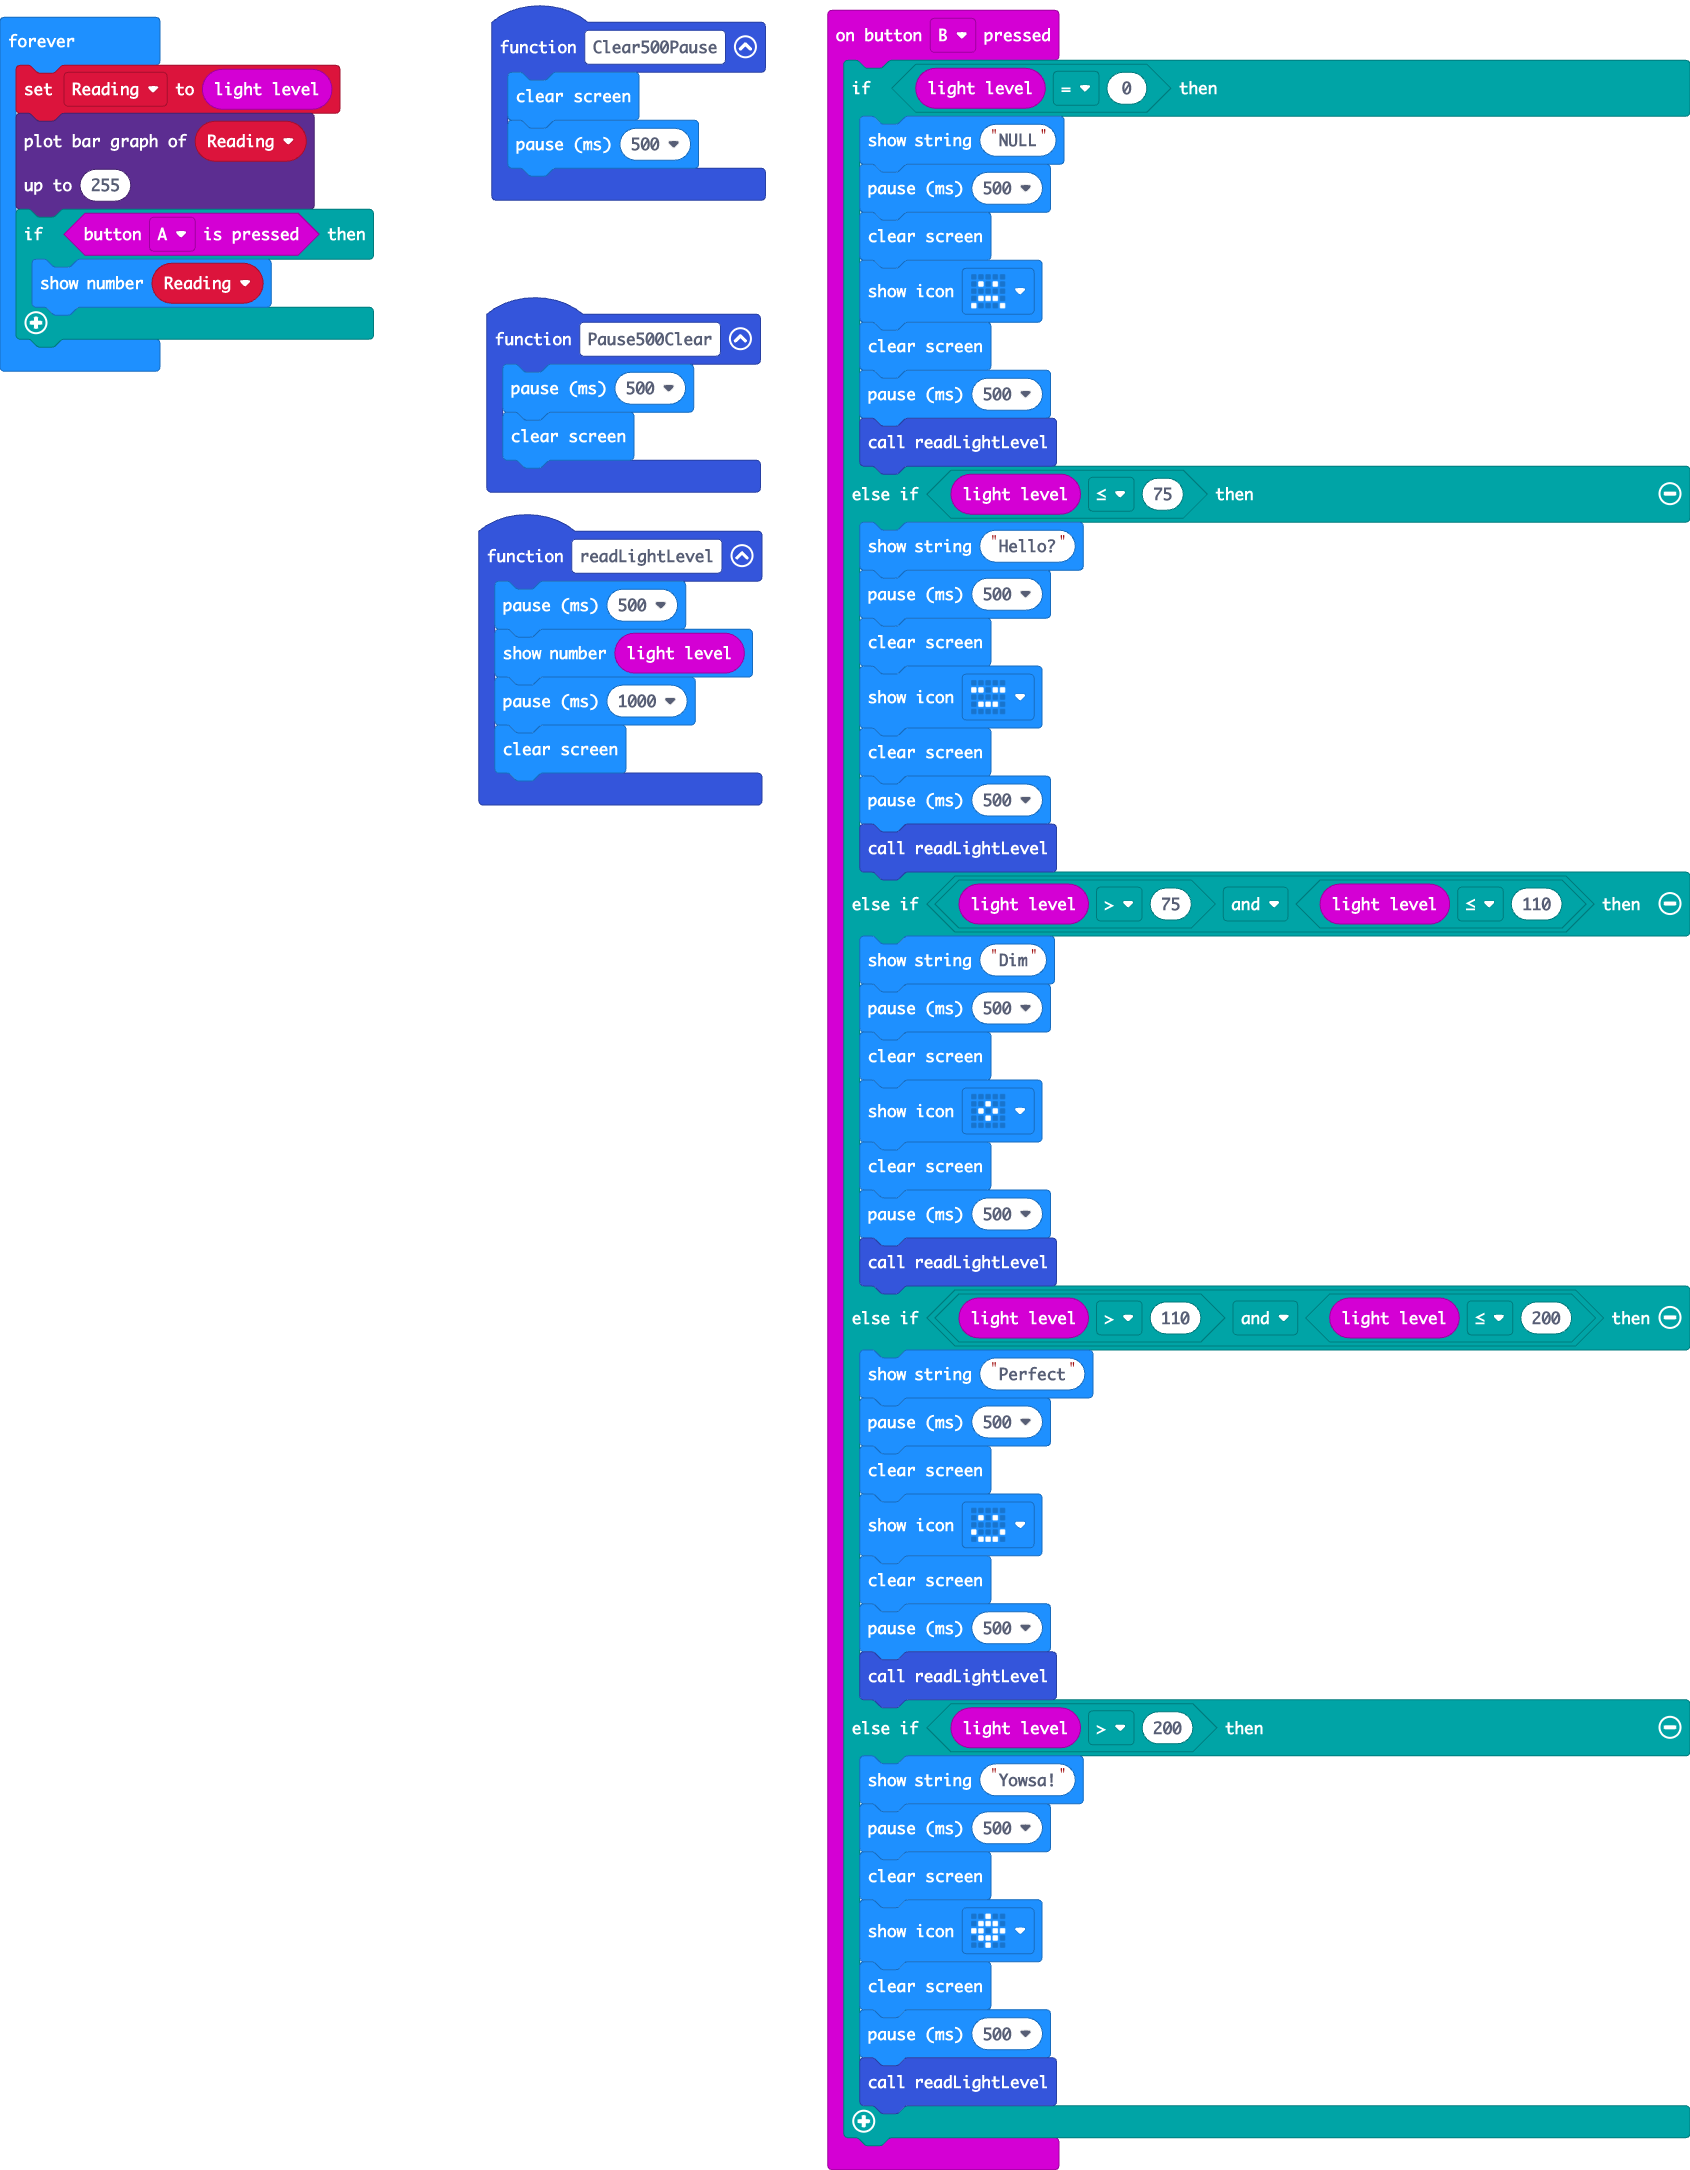 forever
set Reading to light level
plot bar graph of Reading
up to 255
if button A is pressed then
show number Reading
function Clear500Pause
clear screen
pause (ms) 500
function Pause500Clear
pause (ms) 500
clear screen
function readLightLevel
pause (ms) 500
show number light level
pause (ms) 1000
clear screen
on button B pressed
if light level = 0 then
show string "NULL"
pause (ms) 500
clear screen
show icon
clear screen
pause (ms) 500
call readLightLevel
else if light level ≤ 75 then
show string "Hello?"
pause (ms) 500
clear screen
show icon
clear screen
pause (ms) 500
call readLightLevel
else if light level > 75 and light level ≤ 110 then
show string "Dim"
pause (ms) 500
clear screen
show icon
clear screen
pause (ms) 500
call readLightLevel
else if light level > 110 and light level ≤ 200 then
show string "Perfect"
pause (ms) 500
clear screen
show icon
clear screen
pause (ms) 500
call readLightLevel
else if light level > 200 then
show string "Yowsa!"
pause (ms) 500
clear screen
show icon
clear screen
pause (ms) 500
call readLightLevel